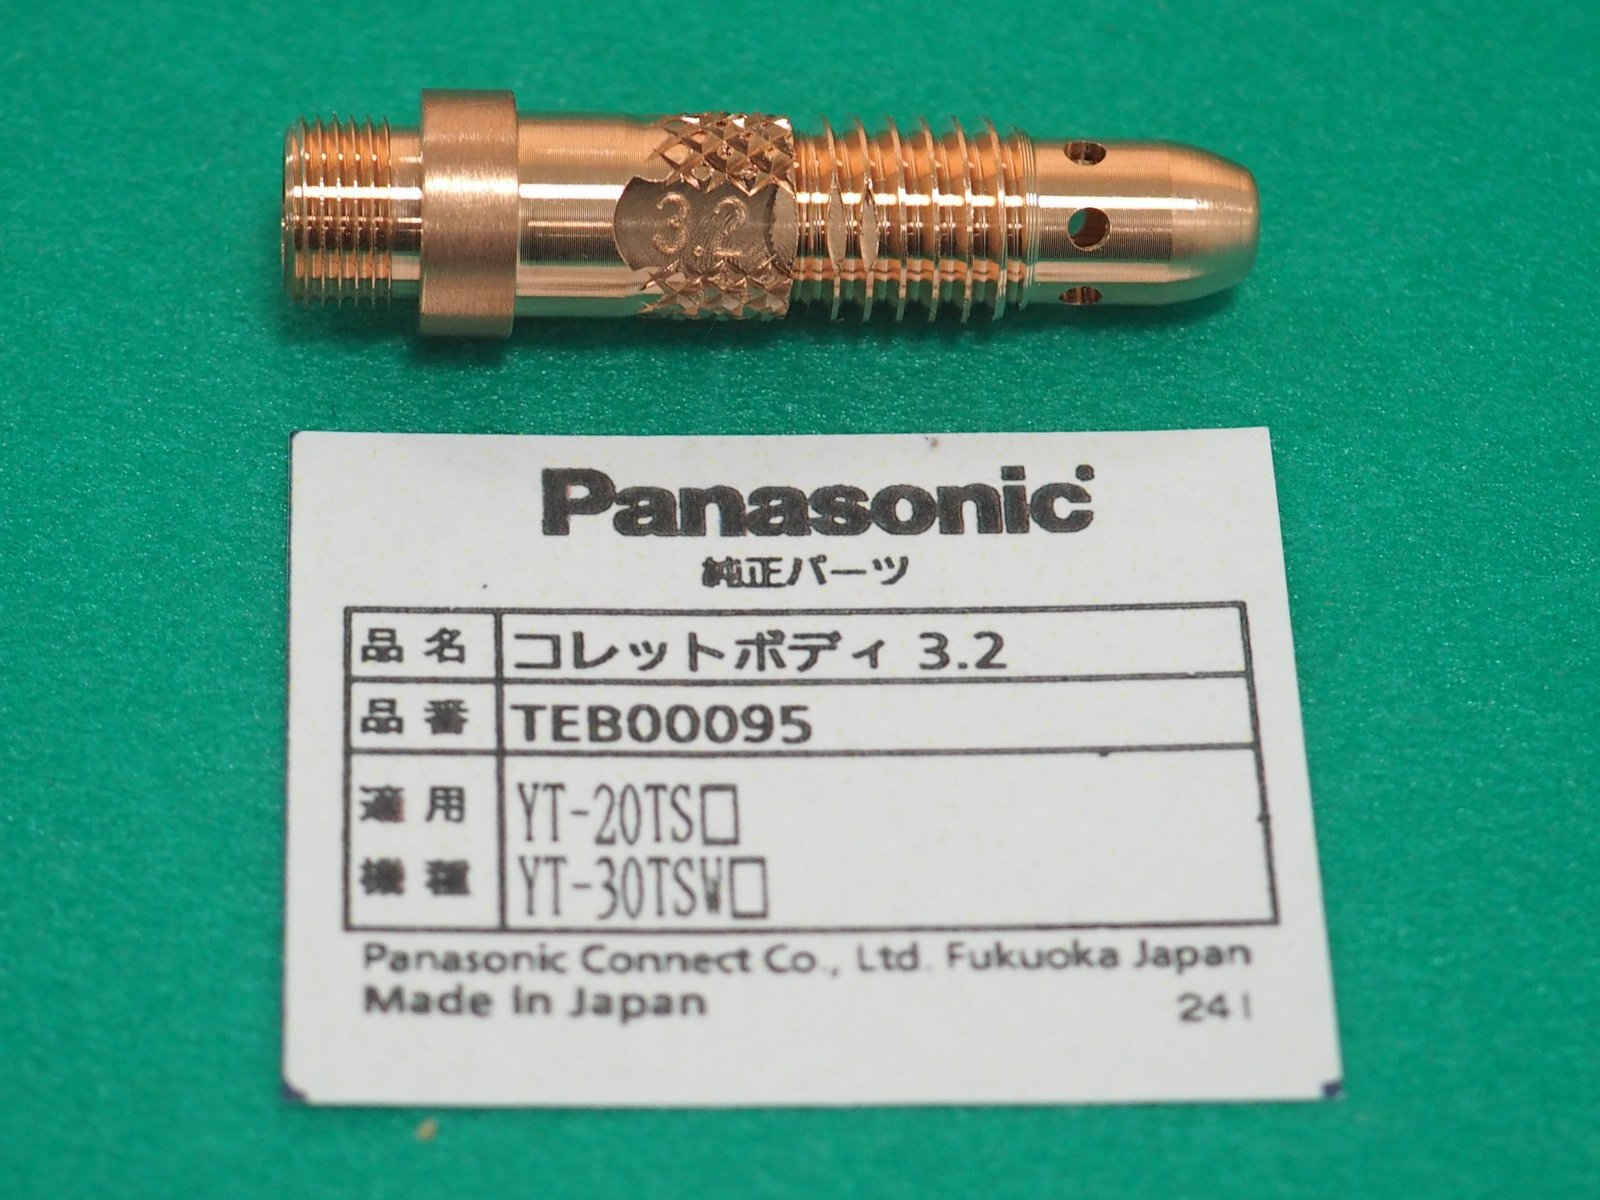 3.2
Panasonic
純正パーツ
品名 コレットボディ 3.2
品番 TEB00095
適用 YT-20TS□
機種 YT-30TSW□
Panasonic Connect Co., Ltd. Fukuoka Japan
Made In Japan 24I